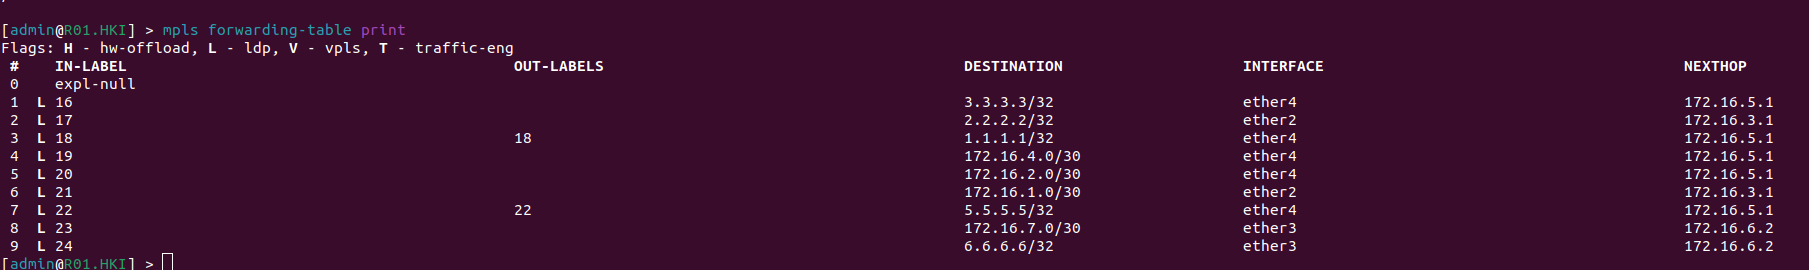 [admin@R01.HKI] > mpls forwarding-table print
Flags: H - hw-offload, L - ldp, V - vpls, T - traffic-eng
#    IN-LABEL    OUT-LABELS    DESTINATION    INTERFACE    NEXTHOP
0    expl-null
1  L 16    3.3.3.3/32    ether4    172.16.5.1
2  L 17    2.2.2.2/32    ether2    172.16.3.1
3  L 18    18    1.1.1.1/32    ether4    172.16.5.1
4  L 19    172.16.4.0/30    ether4    172.16.5.1
5  L 20    172.16.2.0/30    ether4    172.16.5.1
6  L 21    172.16.1.0/30    ether2    172.16.3.1
7  L 22    22    5.5.5.5/32    ether4    172.16.5.1
8  L 23    172.16.7.0/30    ether3    172.16.6.2
9  L 24    6.6.6.6/32    ether3    172.16.6.2
[admin@R01.HKI] >